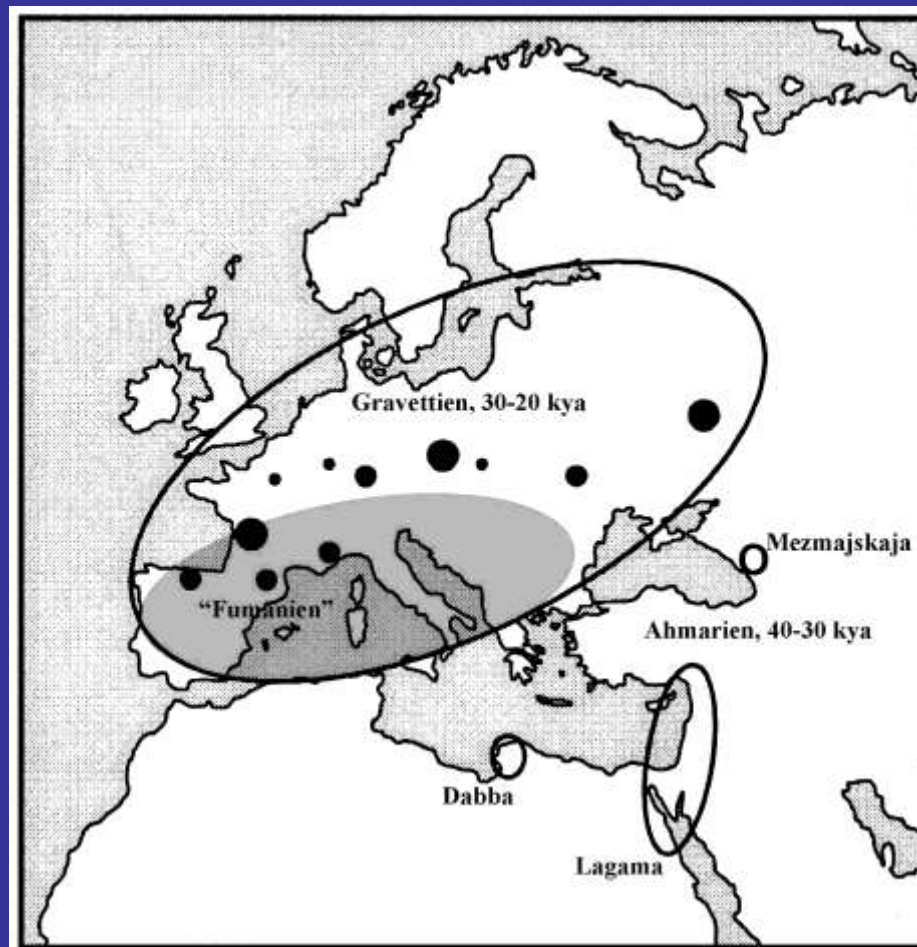 Gravettien, 30-20 kya
Mezmajskaja
"Fumanien"
Ahmarien, 40-30 kya
Dabba
Lagama